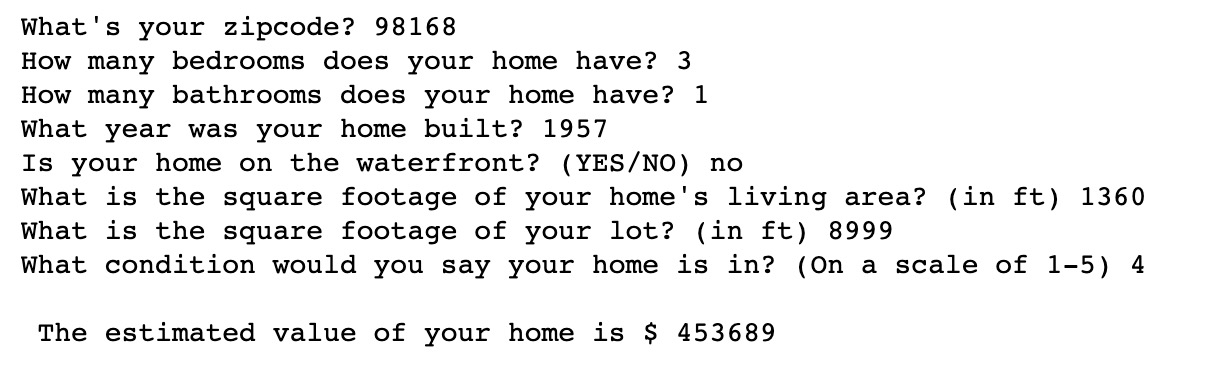 What's your zipcode? 98168
How many bedrooms does your home have? 3
How many bathrooms does your home have? 1
What year was your home built? 1957
Is your home on the waterfront? (YES/NO) no
What is the square footage of your home's living area? (in ft) 1360
What is the square footage of your lot? (in ft) 8999
What condition would you say your home is in? (On a scale of 1-5) 4
The estimated value of your home is $ 453689